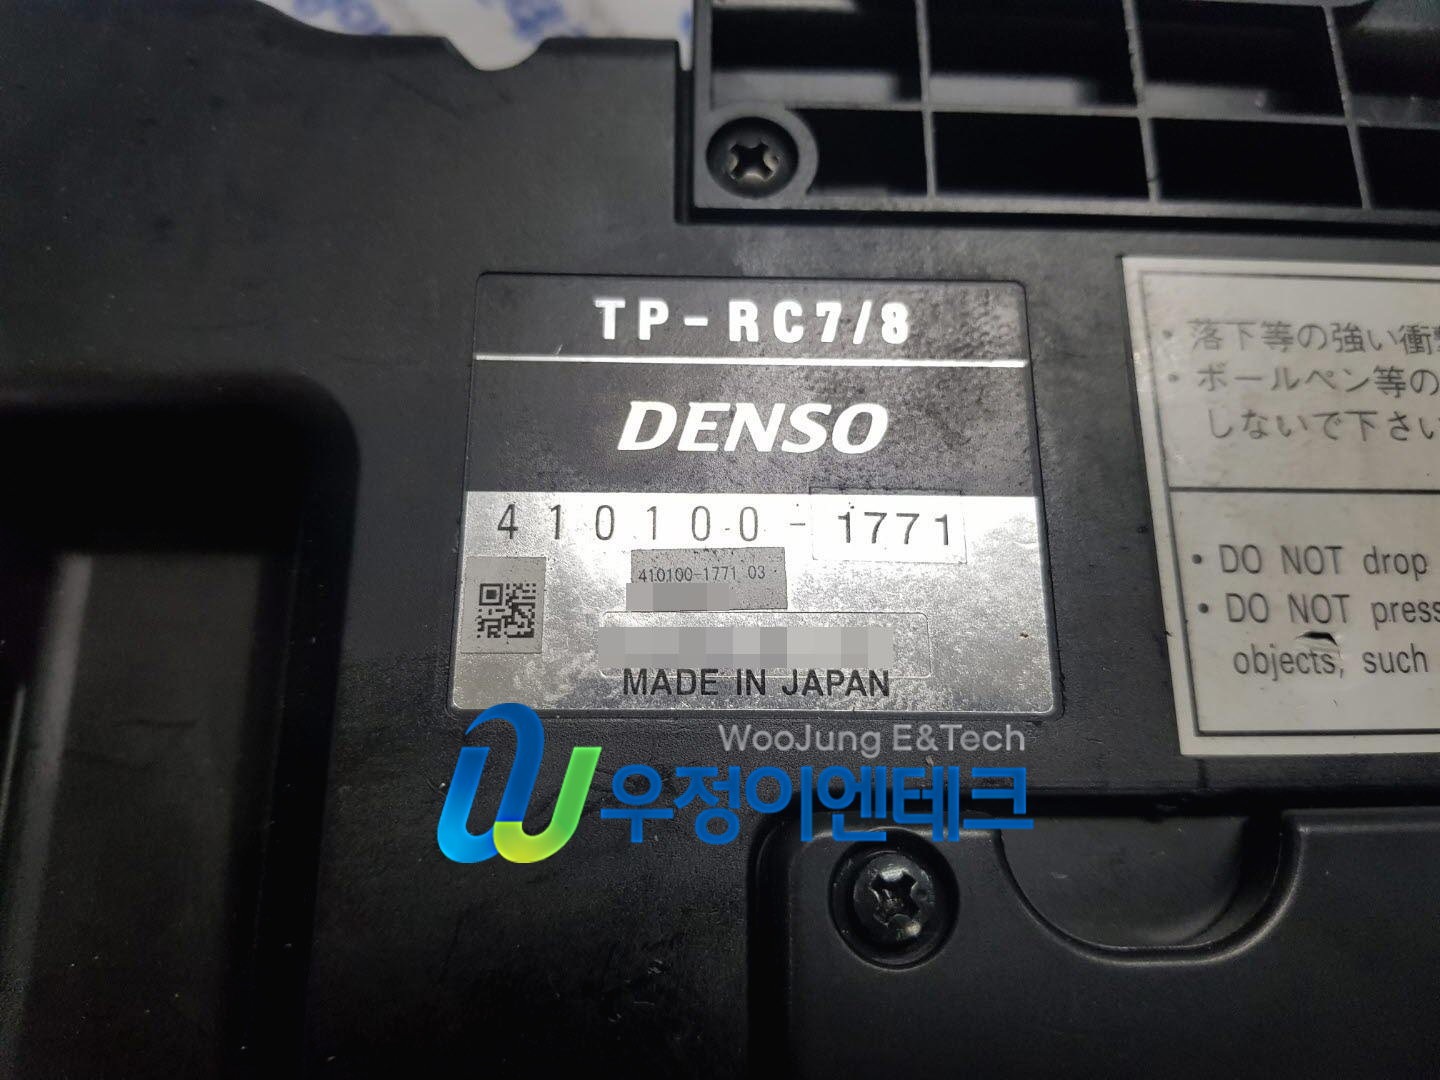 TP-RC7/8
DENSO
410100-1771
410100-1771 03
MADE IN JAPAN
WooJung E&Tech
우정이엔테크
・落下等の強い衝
・ボールペン等の
しないで下さい
• DO NOT drop
• DO NOT press
objects, such